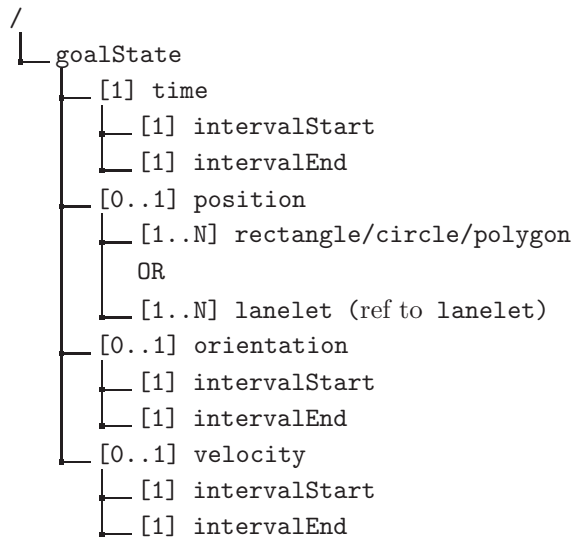 /
goalState
[1] time
[1] intervalStart
[1] intervalEnd
[0..1] position
[1..N] rectangle/circle/polygon
OR
[1..N] lanelet (ref to lanelet)
[0..1] orientation
[1] intervalStart
[1] intervalEnd
[0..1] velocity
[1] intervalStart
[1] intervalEnd